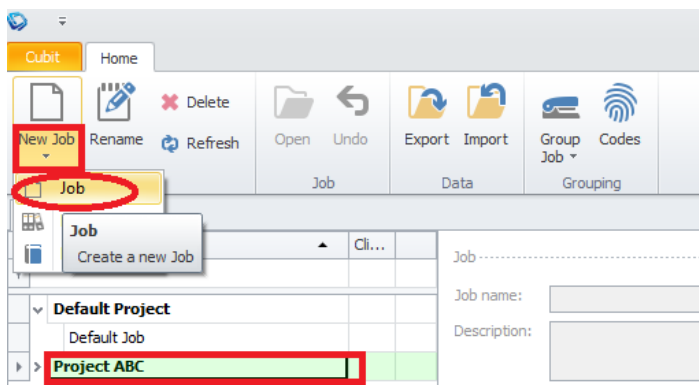 Cubit Home
New Job Rename Delete Refresh Open Undo Export Import Group Job Codes
Job Data Grouping
Job
Job
Create a new Job
Cli...
Job
Job name:
Description:
Default Project
Default Job
Project ABC